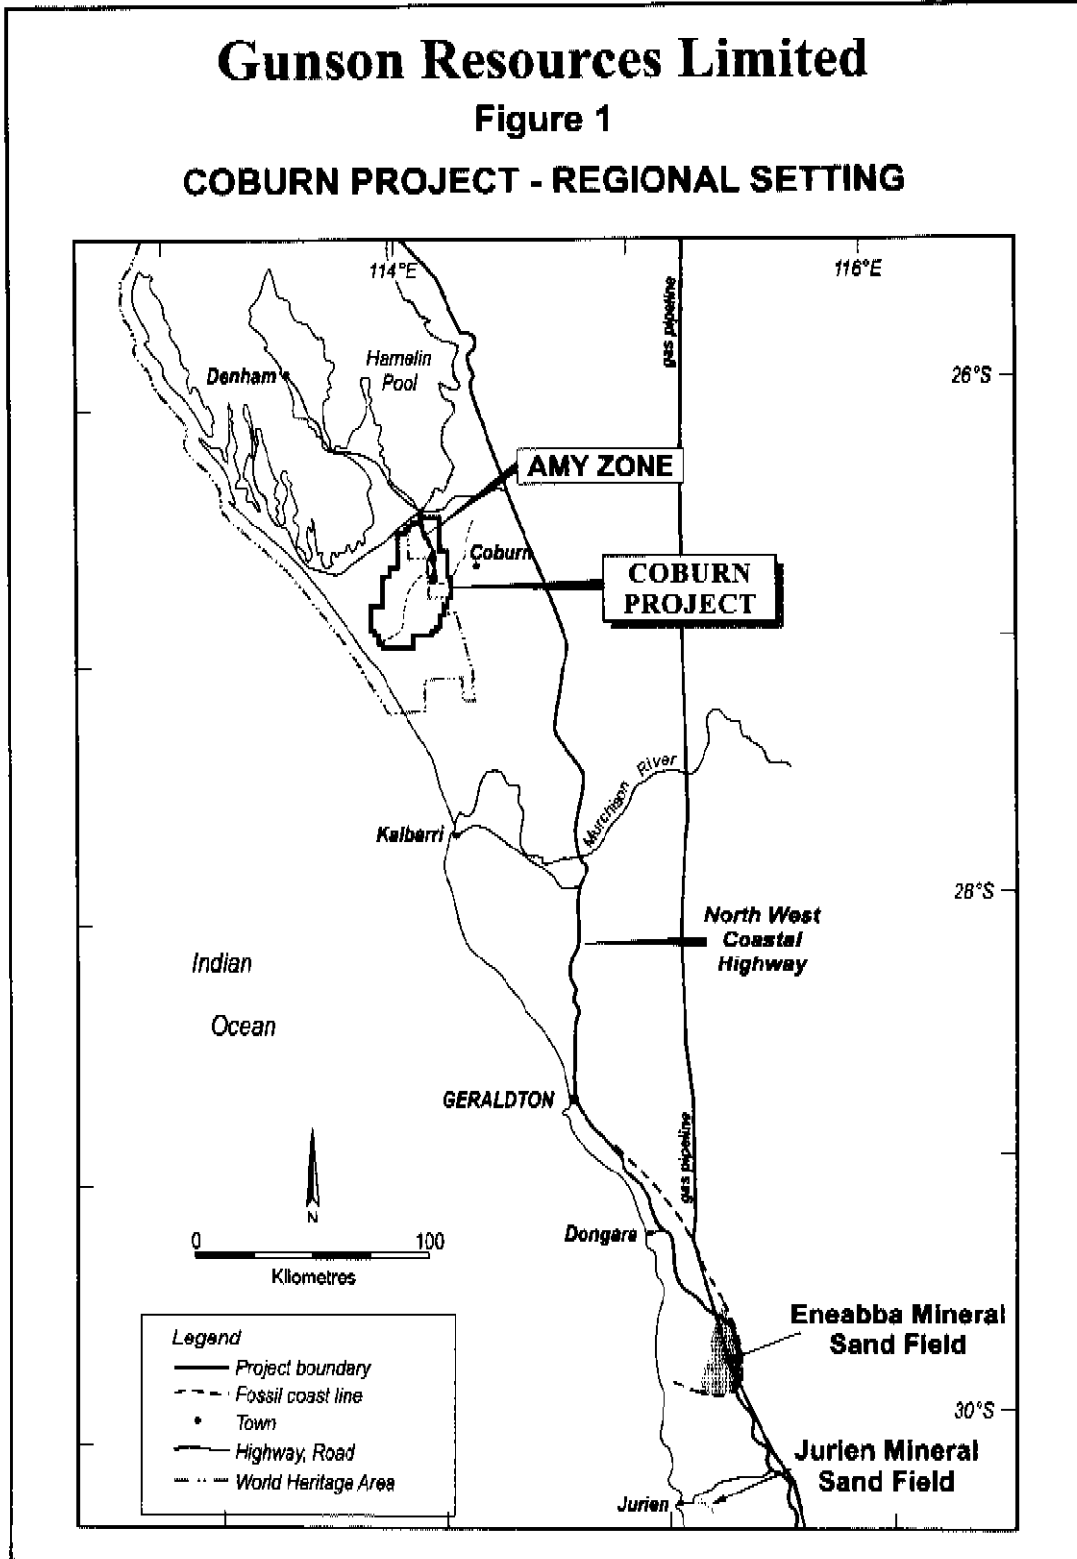 Gunson Resources Limited
Figure 1
COBURN PROJECT - REGIONAL SETTING
114°E
116°E
gas pipeline
26°S
Hamelin
Pool
Denham
AMY ZONE
Coburn
COBURN
PROJECT
Murchison River
Kalbarri
28°S
North West
Coastal
Highway
Indian
Ocean
GERALDTON
gas pipeline
N
0 100
Kilometres
Dongara
Eneabba Mineral
Sand Field
Legend
Project boundary
Fossil coast line
Town
Highway, Road
World Heritage Area
30°S
Jurien Mineral
Sand Field
Jurien